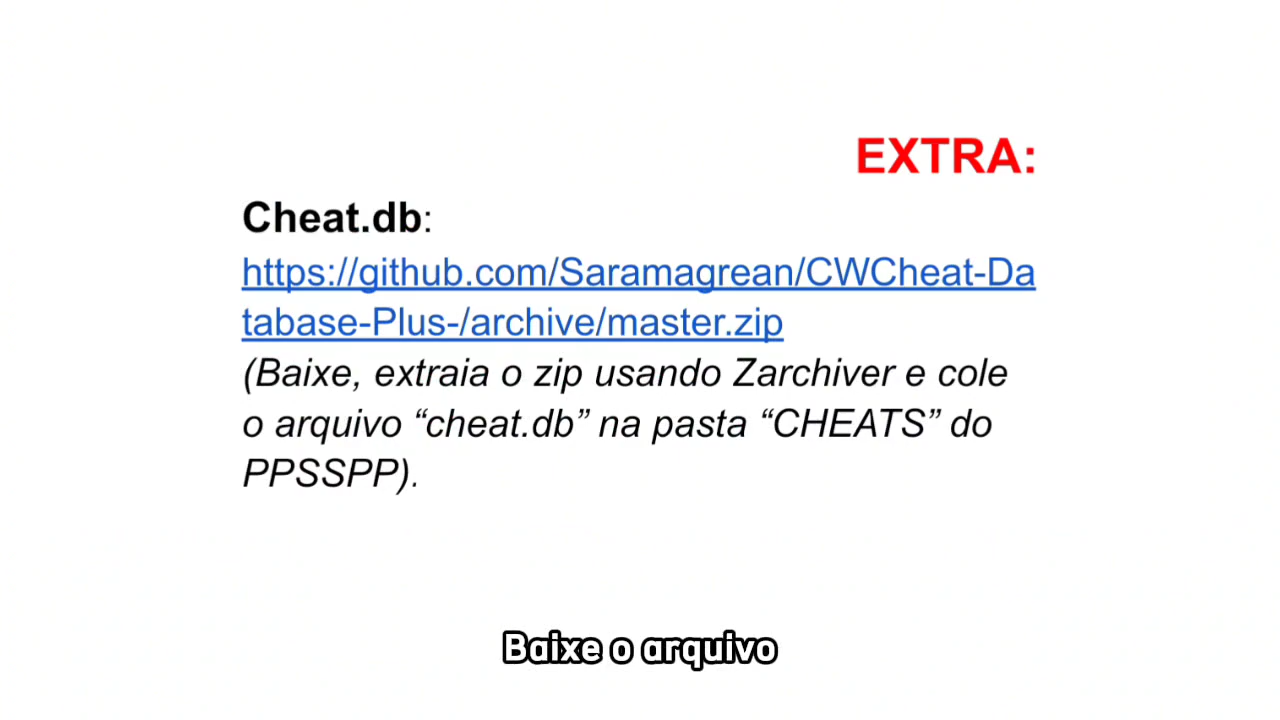 EXTRA:
Cheat.db:
https://github.com/Saramagrean/CWCheat-Da
tabase-Plus-/archive/master.zip
(Baixe, extraia o zip usando Zarchiver e cole
o arquivo “cheat.db” na pasta “CHEATS” do
PPSSPP).
Baixe o arquivo